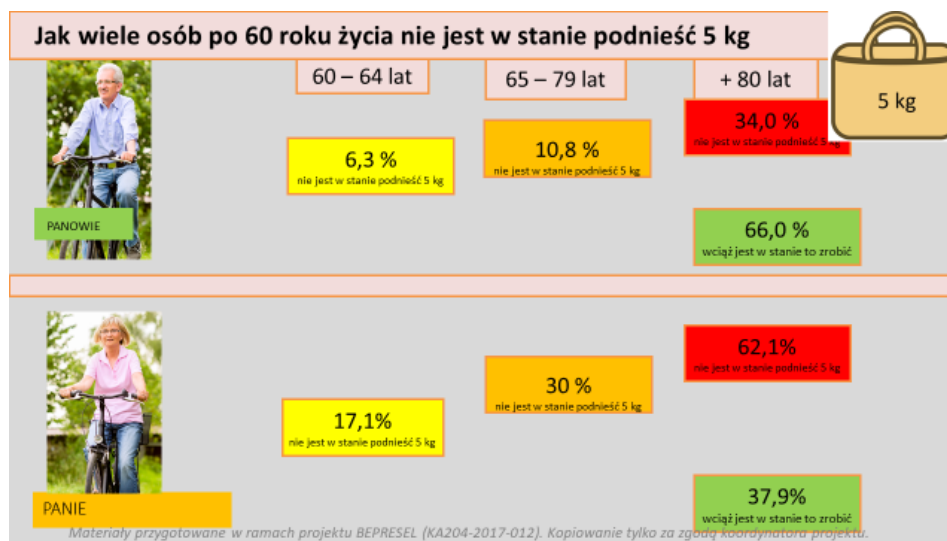 Jak wiele osób po 60 roku życia nie jest w stanie podnieść 5 kg
5 kg
60 – 64 lat
65 – 79 lat
+ 80 lat
6,3 %
nie jest w stanie podnieść 5 kg
10,8 %
nie jest w stanie podnieść 5 kg
34,0 %
nie jest w stanie podnieść 5 kg
PANOWIE
66,0 %
wciąż jest w stanie to zrobić
17,1%
nie jest w stanie podnieść 5 kg
30 %
nie jest w stanie podnieść 5 kg
62,1%
nie jest w stanie podnieść 5 kg
PANIE
37,9%
wciąż jest w stanie to zrobić
Materiały przygotowane w ramach projektu BEPRESEL (KA204-2017-012). Kopiowanie tylko za zgodą koordynatora projektu.